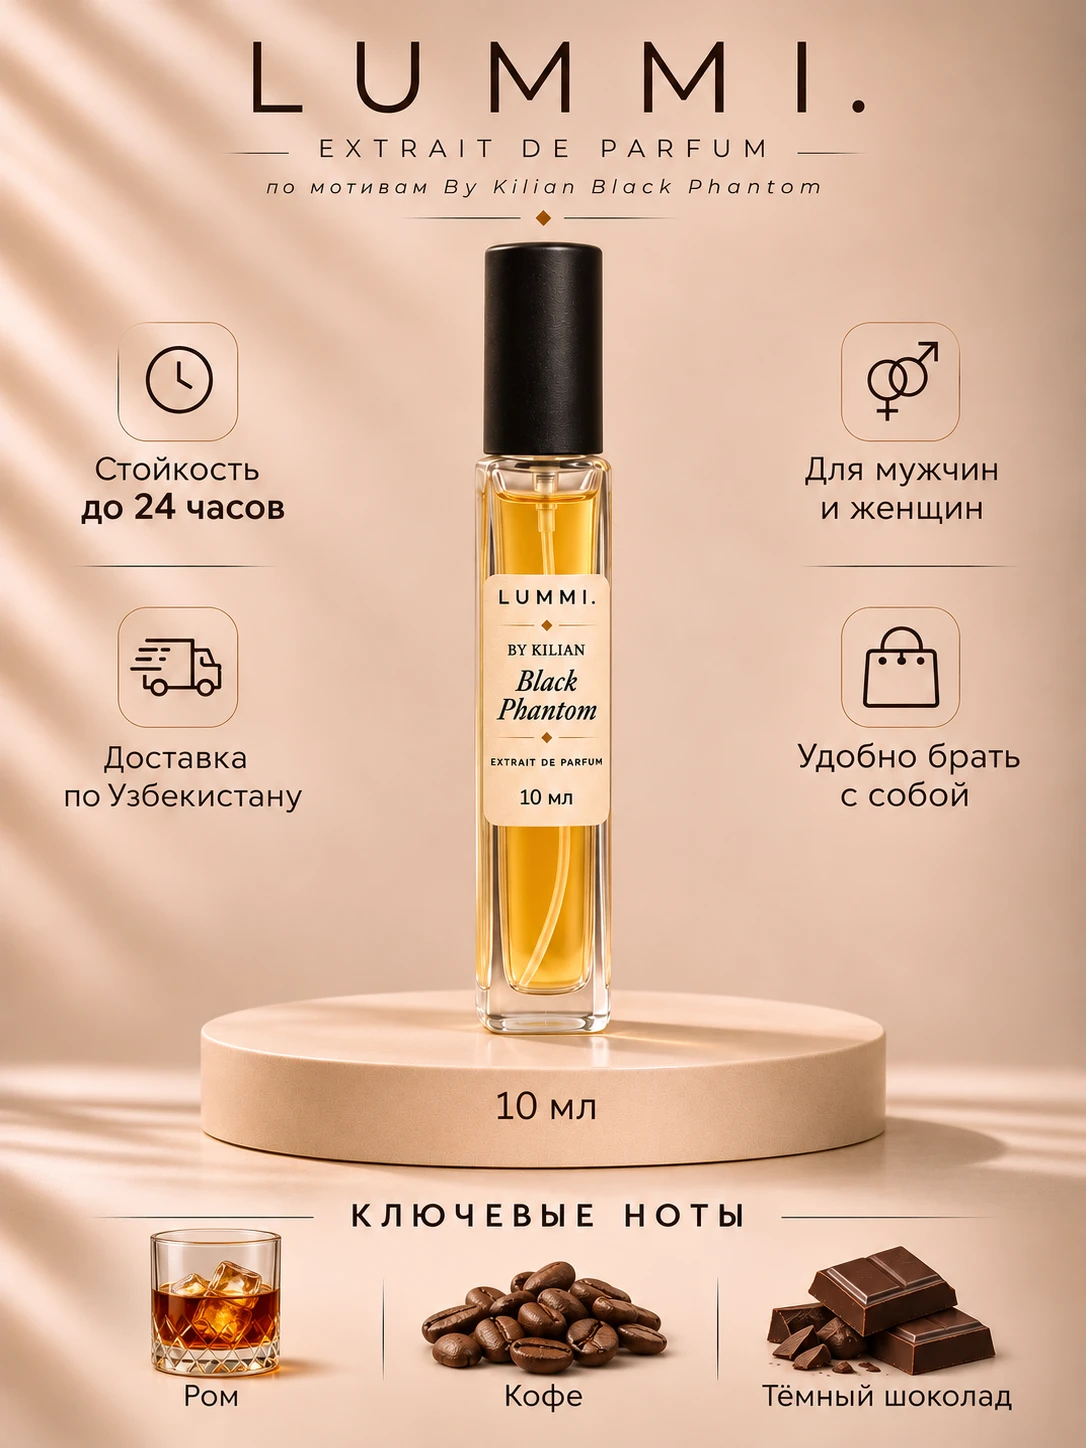 LUMMI.
EXTRAIT DE PARFUM
по мотивам By Kilian Black Phantom
Стойкость
до 24 часов
Для мужчин
и женщин
Доставка
по Узбекистану
Удобно брать
с собой
LUMMI.
BY KILIAN
Black
Phantom
EXTRAIT DE PARFUM
10 мл
10 мл
КЛЮЧЕВЫЕ НОТЫ
Ром
Кофе
Тёмный шоколад